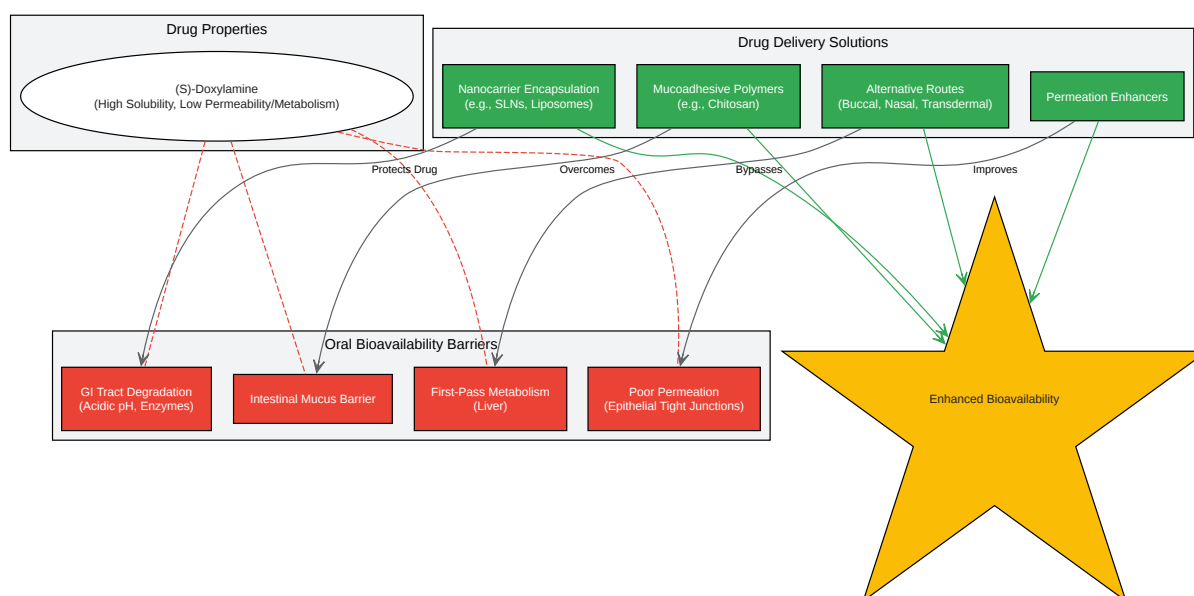 Drug Properties
(S)-Doxylamine
(High Solubility, Low Permeability/Metabolism)
Drug Delivery Solutions
Nanocarrier Encapsulation
(e.g., SLNs, Liposomes)
Mucoadhesive Polymers
(e.g., Chitosan)
Alternative Routes
(Buccal, Nasal, Transdermal)
Permeation Enhancers
Protects Drug
Overcomes
Bypasses
Improves
Oral Bioavailability Barriers
GI Tract Degradation
(Acidic pH, Enzymes)
Intestinal Mucus Barrier
First-Pass Metabolism
(Liver)
Poor Permeation
(Epithelial Tight Junctions)
Enhanced Bioavailability